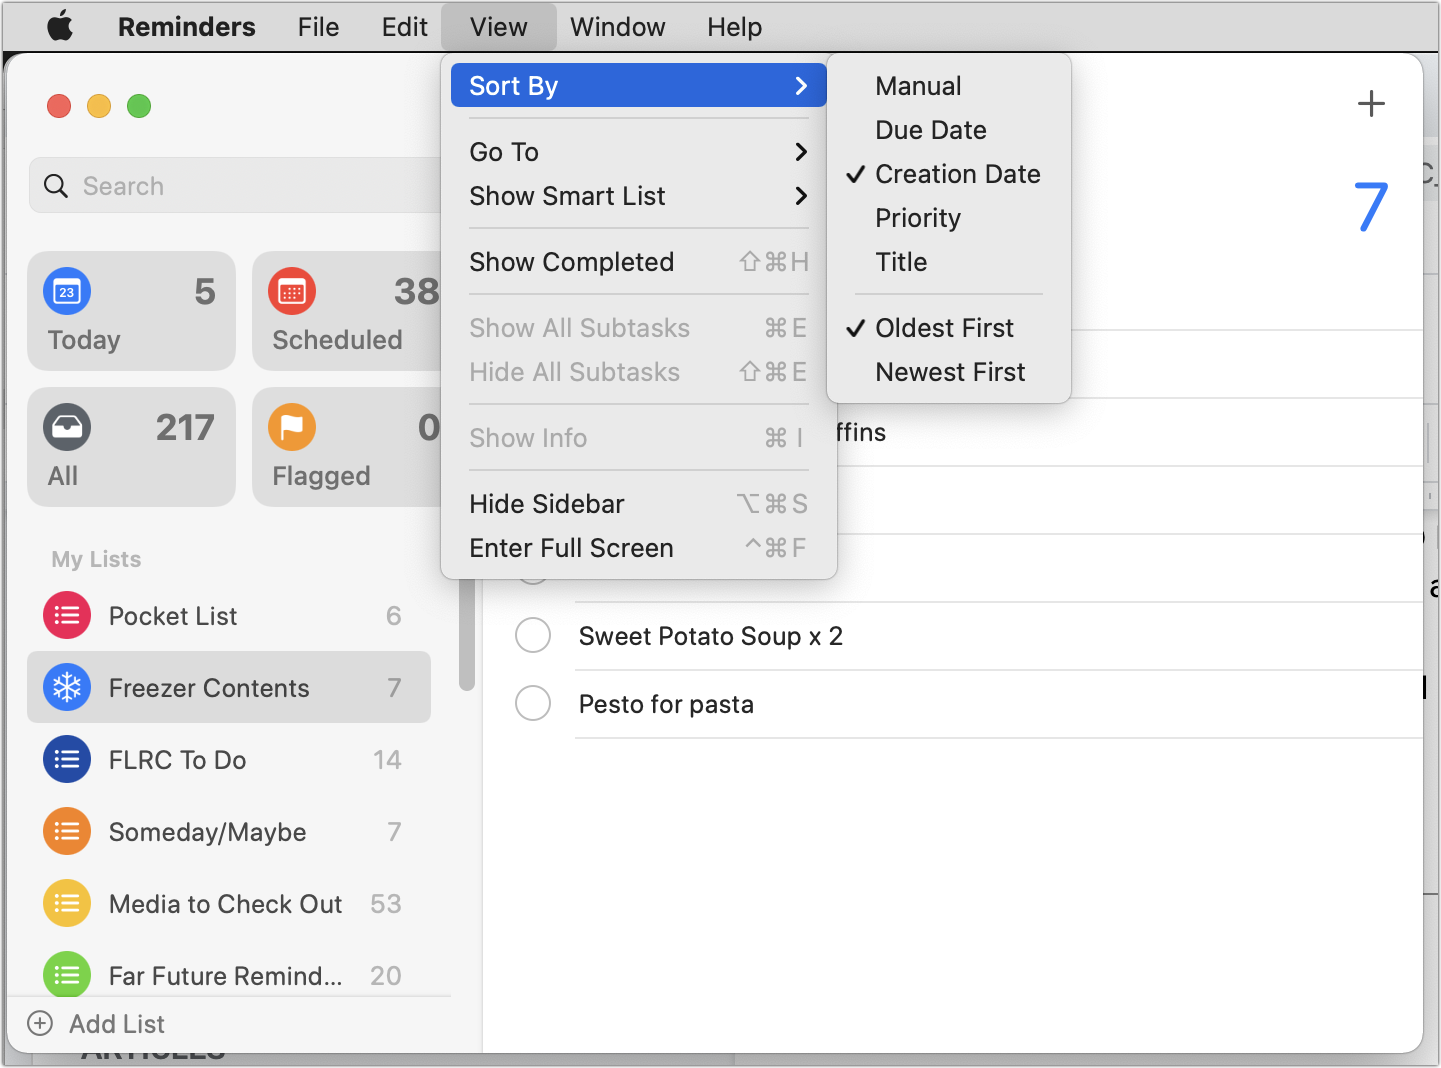 Reminders File Edit View Window Help
Sort By
Go To
Show Smart List
Show Completed ⇧⌘H
Show All Subtasks ⌘E
Hide All Subtasks ⇧⌘E
Show Info ⌘I
Hide Sidebar ⌥⌘S
Enter Full Screen ^⌘F
Manual
Due Date
✓ Creation Date
Priority
Title
✓ Oldest First
Newest First
Search
23 5
Today
38
Scheduled
217
All
0
Flagged
My Lists
Pocket List 6
Freezer Contents 7
FLRC To Do 14
Someday/Maybe 7
Media to Check Out 53
Far Future Remind... 20
Add List
7
ffins
Sweet Potato Soup x 2
Pesto for pasta